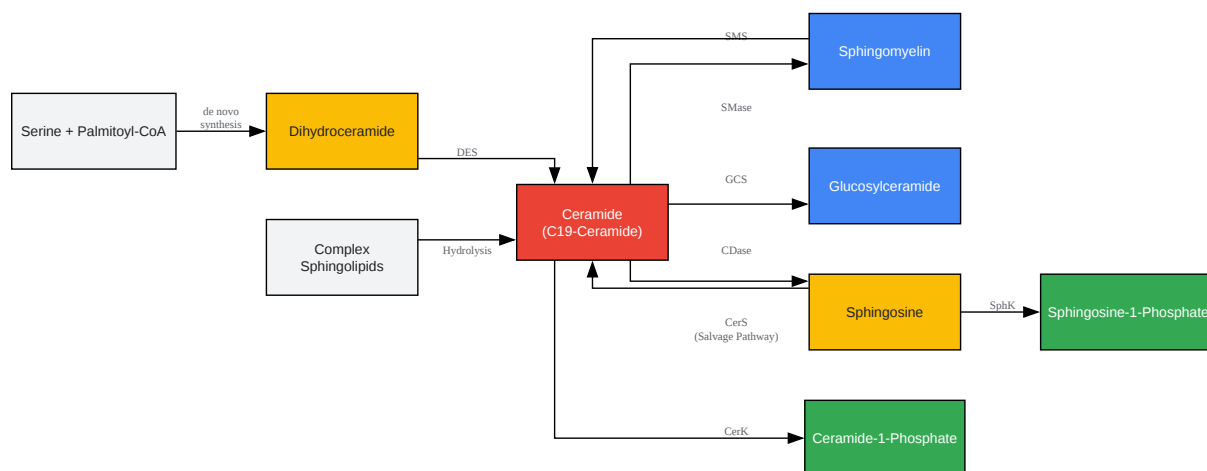 SMS
Sphingomyelin
SMase
Serine + Palmitoyl-CoA
de novo
synthesis
Dihydroceramide
DES
GCS
Glucosylceramide
Ceramide
(C19-Ceramide)
Complex
Sphingolipids
Hydrolysis
CDase
Sphingosine
SphK
Sphingosine-1-Phosphate
CerS
(Salvage Pathway)
CerK
Ceramide-1-Phosphate